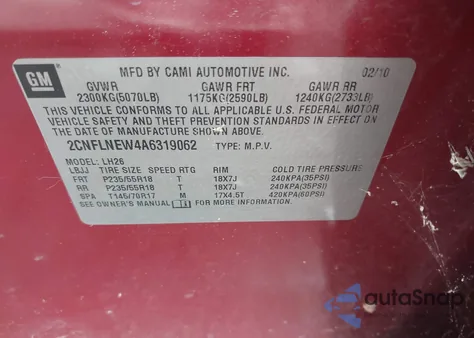 GM MFD BY CAMI AUTOMOTIVE INC. 02/10
GVWR GAWR FRT GAWR RR
2300KG(5070LB) 1175KG(2590LB) 1240KG(2733LB)
THIS VEHICLE CONFORMS TO ALL APPLICABLE U.S. FEDERAL MOTOR
VEHICLE SAFETY AND THEFT PREVENTION STANDARDS IN EFFECT ON
THE DATE OF MANUFACTURE SHOWN ABOVE.
2CNFLNEW4A6319062 TYPE: M.P.V.
MODEL: LH26
LBJJ TIRE SIZE SPEED RTG RIM COLD TIRE PRESSURE
FRT P235/55R18 T 18X7J 240KPA(35PSI)
RR P235/55R18 T 18X7J 240KPA(35PSI)
SPA T145/70R17 M 17X4.5T 420KPA(60PSI)
SEE OWNER'S MANUAL FOR MORE INFORMATION.
autoSnap